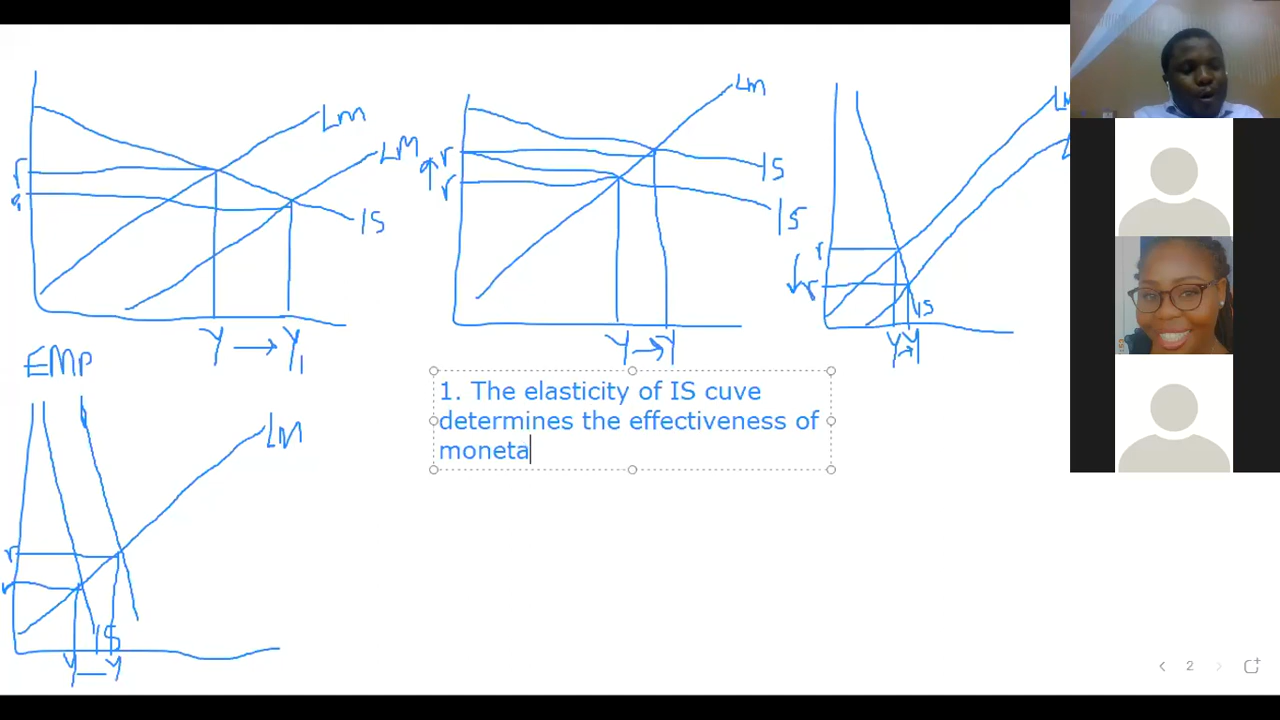 LM
LM
r
IS
Y → Y1
EMP
LM
r
r
IS
IS
Y → Y
r
r
IS
Y → Y
1. The elasticity of IS cuve
determines the effectiveness of
moneta
LM
r
r
IS
Y — Y
2